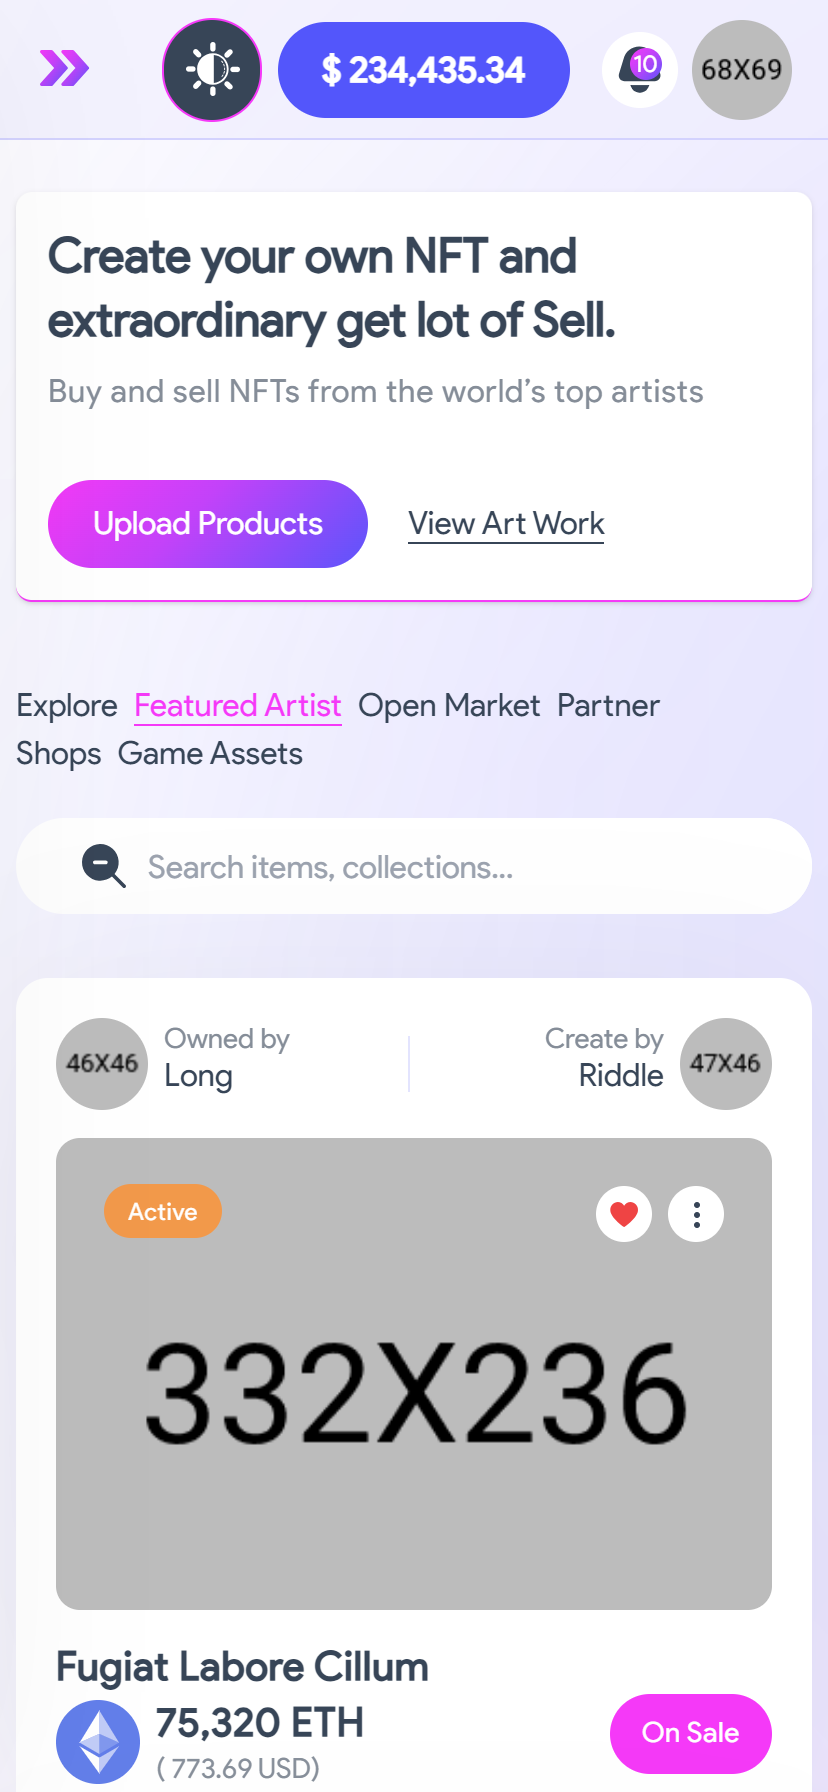 $ 234,435.34
10
68X69
Create your own NFT and
extraordinary get lot of Sell.
Buy and sell NFTs from the world’s top artists
Upload Products
View Art Work
Explore Featured Artist Open Market Partner
Shops Game Assets
Search items, collections...
46X46
Owned by
Long
Create by
Riddle
47X46
Active
332X236
Fugiat Labore Cillum
75,320 ETH
( 773.69 USD)
On Sale